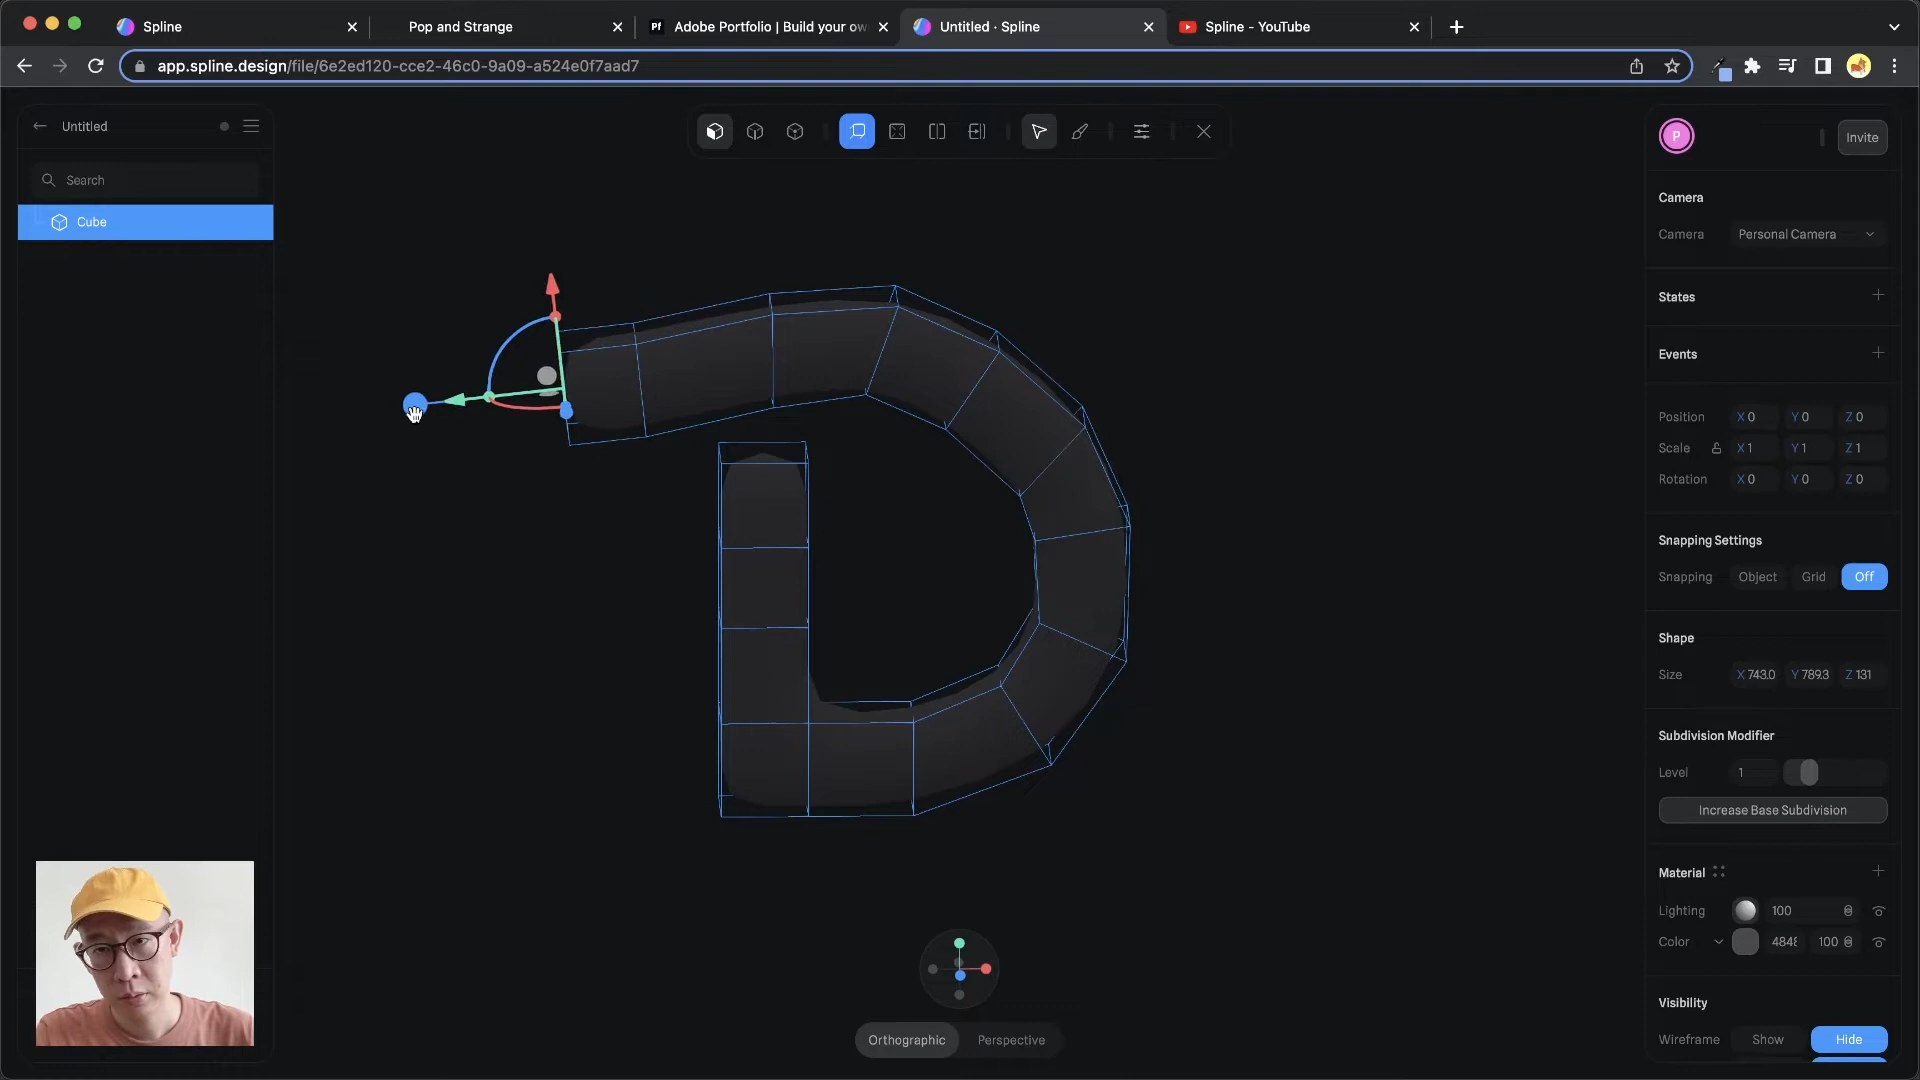 Spline
Pop and Strange
Pf Adobe Portfolio | Build your ow
Untitled · Spline
Spline - YouTube
app.spline.design/file/6e2ed120-cce2-46c0-9a09-a524e0f7aad7
Untitled
Search
Cube
P
Invite
Camera
Camera Personal Camera
States
Events
Position X 0 Y 0 Z 0
Scale X 1 Y 1 Z 1
Rotation X 0 Y 0 Z 0
Snapping Settings
Snapping Object Grid Off
Shape
Size X 743.0 Y 789.3 Z 131
Subdivision Modifier
Level 1
Increase Base Subdivision
Material
Lighting 100
Color 4848 100
Visibility
Wireframe Show Hide
Orthographic Perspective